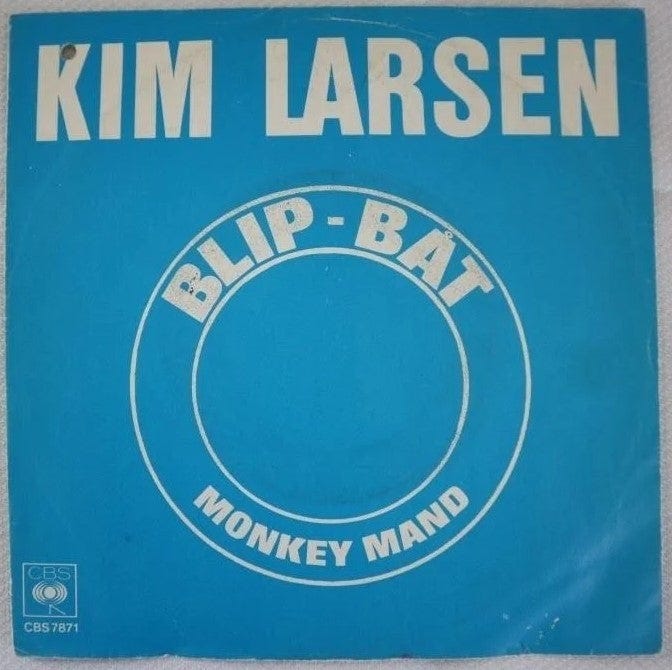 KIM LARSEN
BLIP-BÅT
MONKEY MAND
CBS
CBS 7871